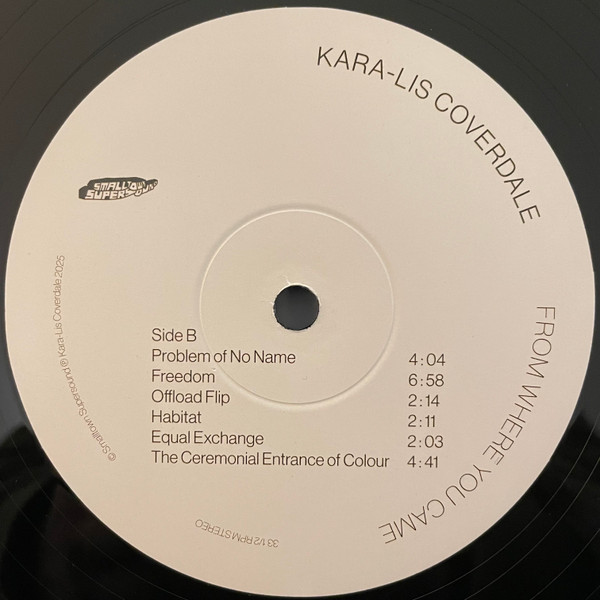 KARA-LIS COVERDALE
FROM WHERE YOU CAME
SMALLTOWN
SUPERSOUND
Side B
Problem of No Name 4:04
Freedom 6:58
Offload Flip 2:14
Habitat 2:11
Equal Exchange 2:03
The Ceremonial Entrance of Colour 4:41
© Smalltown Supersound ℗ Kara-Lis Coverdale 2025
33 1/2 RPM STEREO